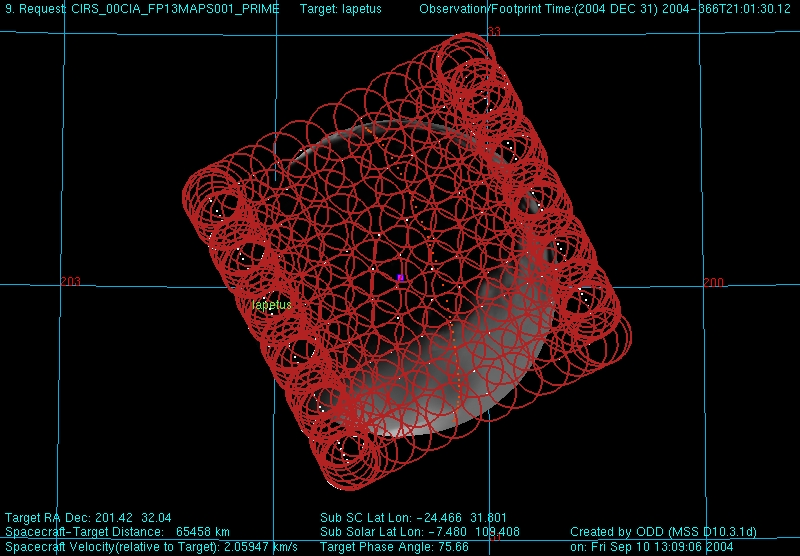 9. Request: CIRS_00CIA_FP13MAPS001_PRIME Target: Iapetus Observation/Footprint Time:(2004 DEC 31) 2004-366T21:01:30.12
33
203
200
Iapetus
Target RA Dec: 201.42 32.04 Sub SC Lat Lon: -24.466 31.801
Spacecraft-Target Distance: 65458 km Sub Solar Lat Lon: -7.480 109.408 Created by ODD (MSS D10.3.1d)
Spacecraft Velocity(relative to Target): 2.05947 km/s Target Phase Angle: 75.66 on: Fri Sep 10 13:09:06 2004